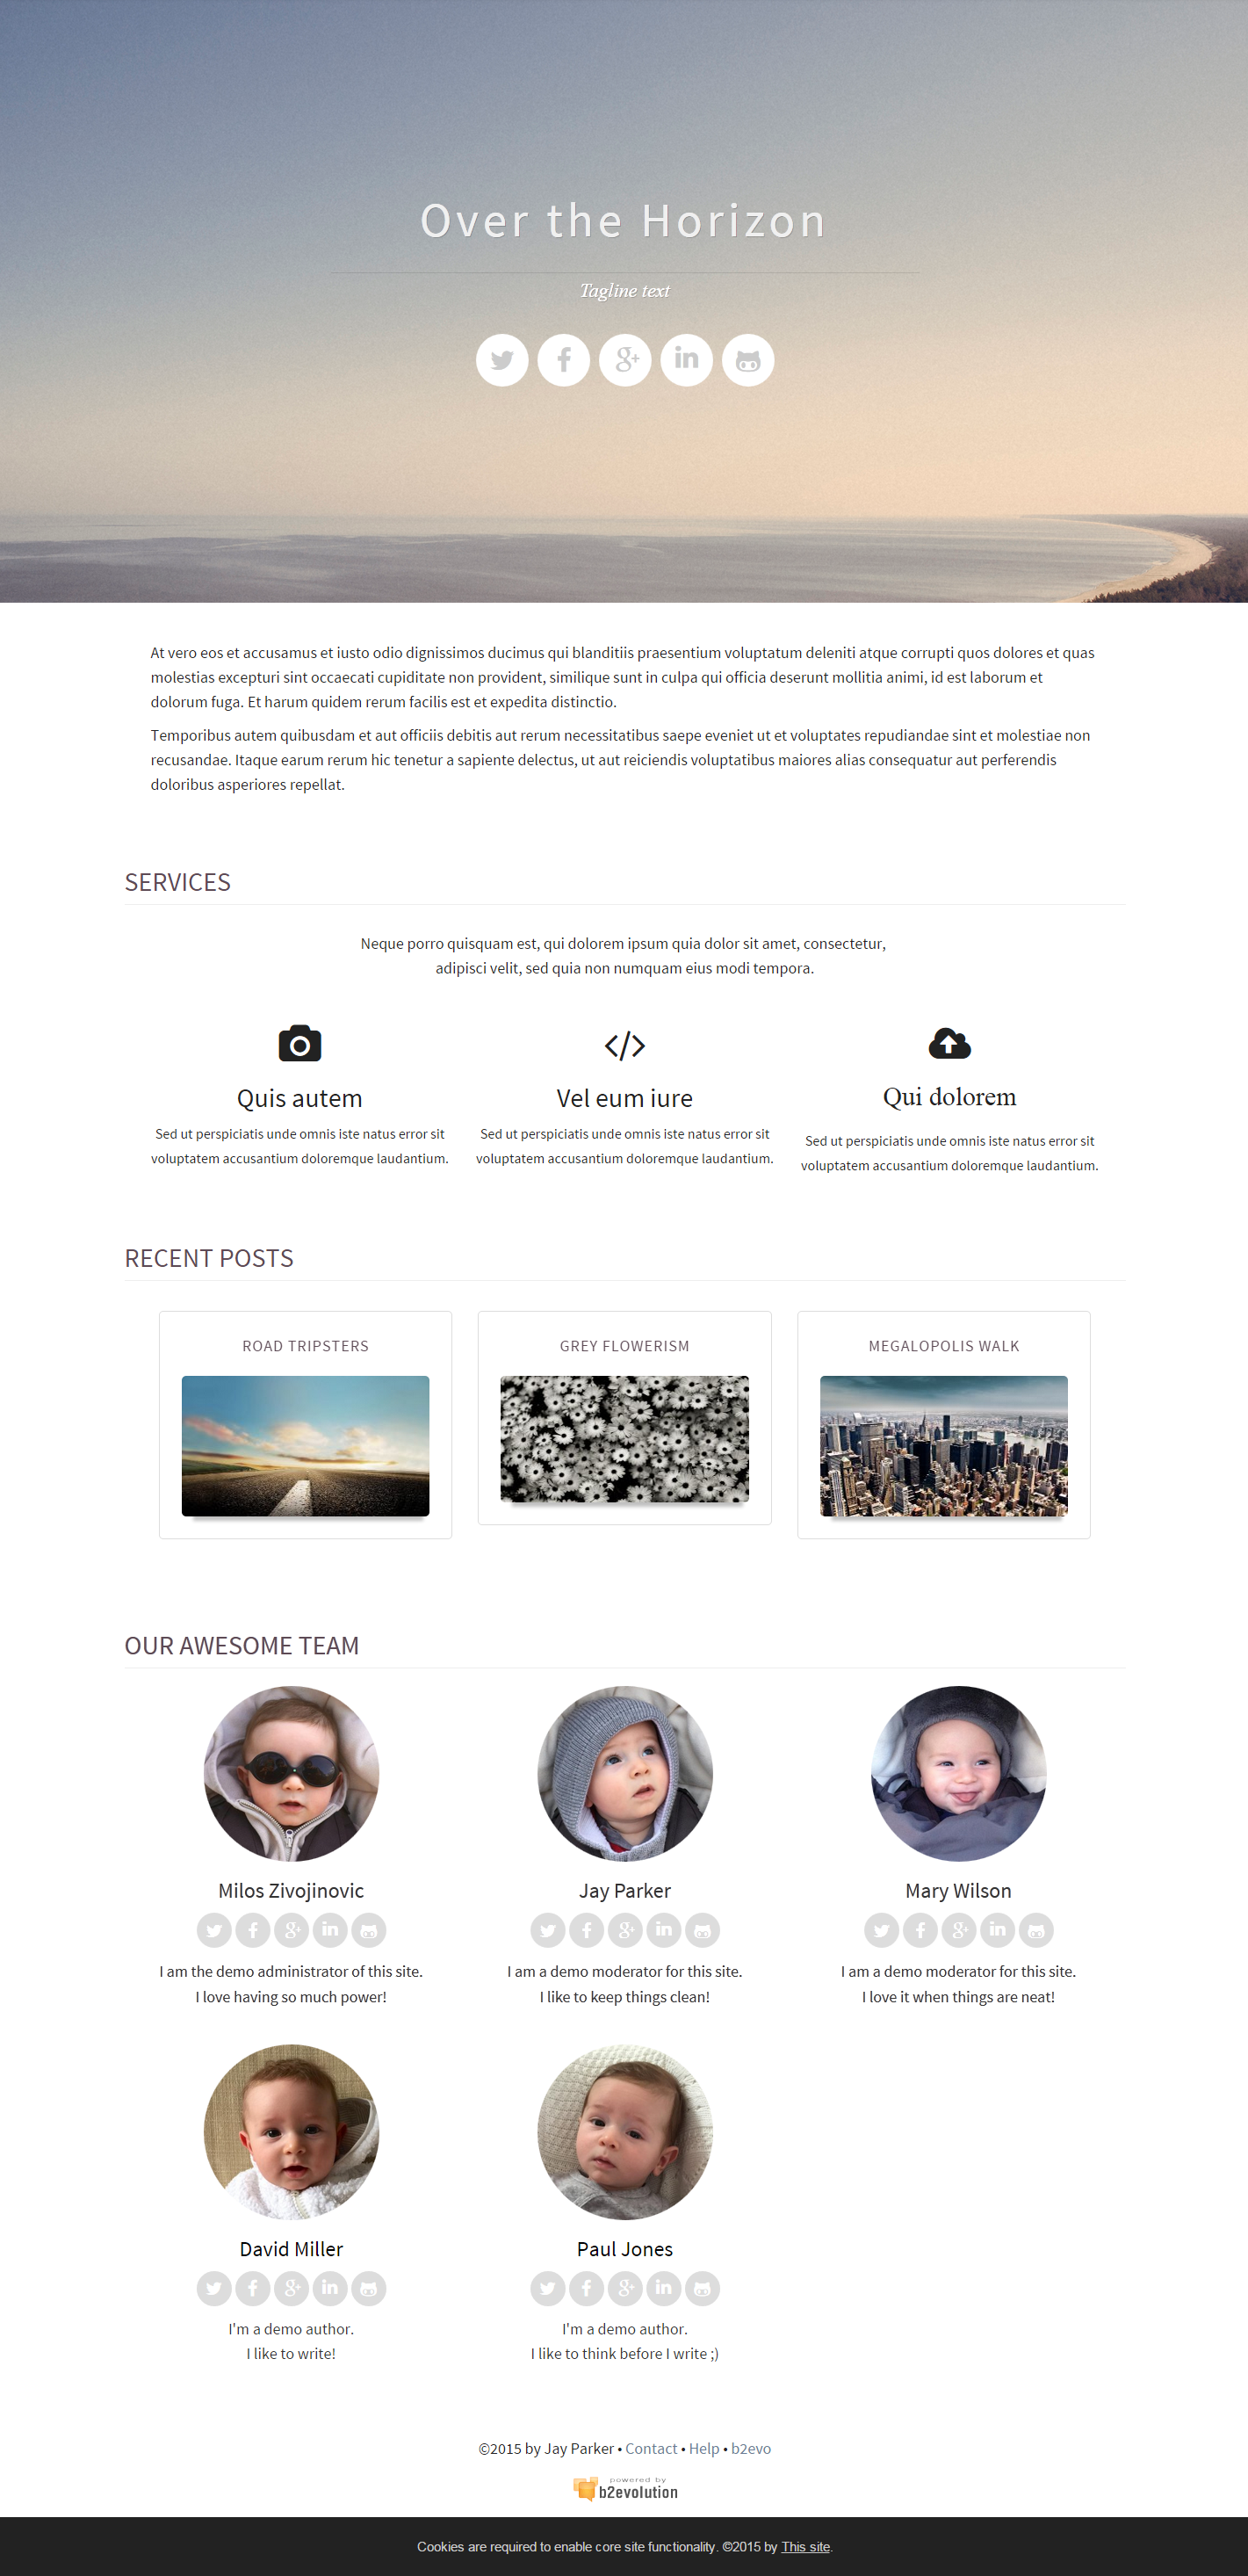 Over the Horizon
Tagline text
At vero eos et accusamus et iusto odio dignissimos ducimus qui blanditiis praesentium voluptatum deleniti atque corrupti quos dolores et quas
molestias excepturi sint occaecati cupiditate non provident, similique sunt in culpa qui officia deserunt mollitia animi, id est laborum et
dolorum fuga. Et harum quidem rerum facilis est et expedita distinctio.
Temporibus autem quibusdam et aut officiis debitis aut rerum necessitatibus saepe eveniet ut et voluptates repudiandae sint et molestiae non
recusandae. Itaque earum rerum hic tenetur a sapiente delectus, ut aut reiciendis voluptatibus maiores alias consequatur aut perferendis
doloribus asperiores repellat.
SERVICES
Neque porro quisquam est, qui dolorem ipsum quia dolor sit amet, consectetur,
adipisci velit, sed quia non numquam eius modi tempora.
Quis autem
Sed ut perspiciatis unde omnis iste natus error sit
voluptatem accusantium doloremque laudantium.
Vel eum iure
Sed ut perspiciatis unde omnis iste natus error sit
voluptatem accusantium doloremque laudantium.
Qui dolorem
Sed ut perspiciatis unde omnis iste natus error sit
voluptatem accusantium doloremque laudantium.
RECENT POSTS
ROAD TRIPSTERS
GREY FLOWERISM
MEGALOPOLIS WALK
OUR AWESOME TEAM
Milos Zivojinovic
I am the demo administrator of this site.
I love having so much power!
Jay Parker
I am a demo moderator for this site.
I like to keep things clean!
Mary Wilson
I am a demo moderator for this site.
I love it when things are neat!
David Miller
I'm a demo author.
I like to write!
Paul Jones
I'm a demo author.
I like to think before I write ;)
©2015 by Jay Parker • Contact • Help • b2evo
powered by
b2evolution
Cookies are required to enable core site functionality. ©2015 by This site.